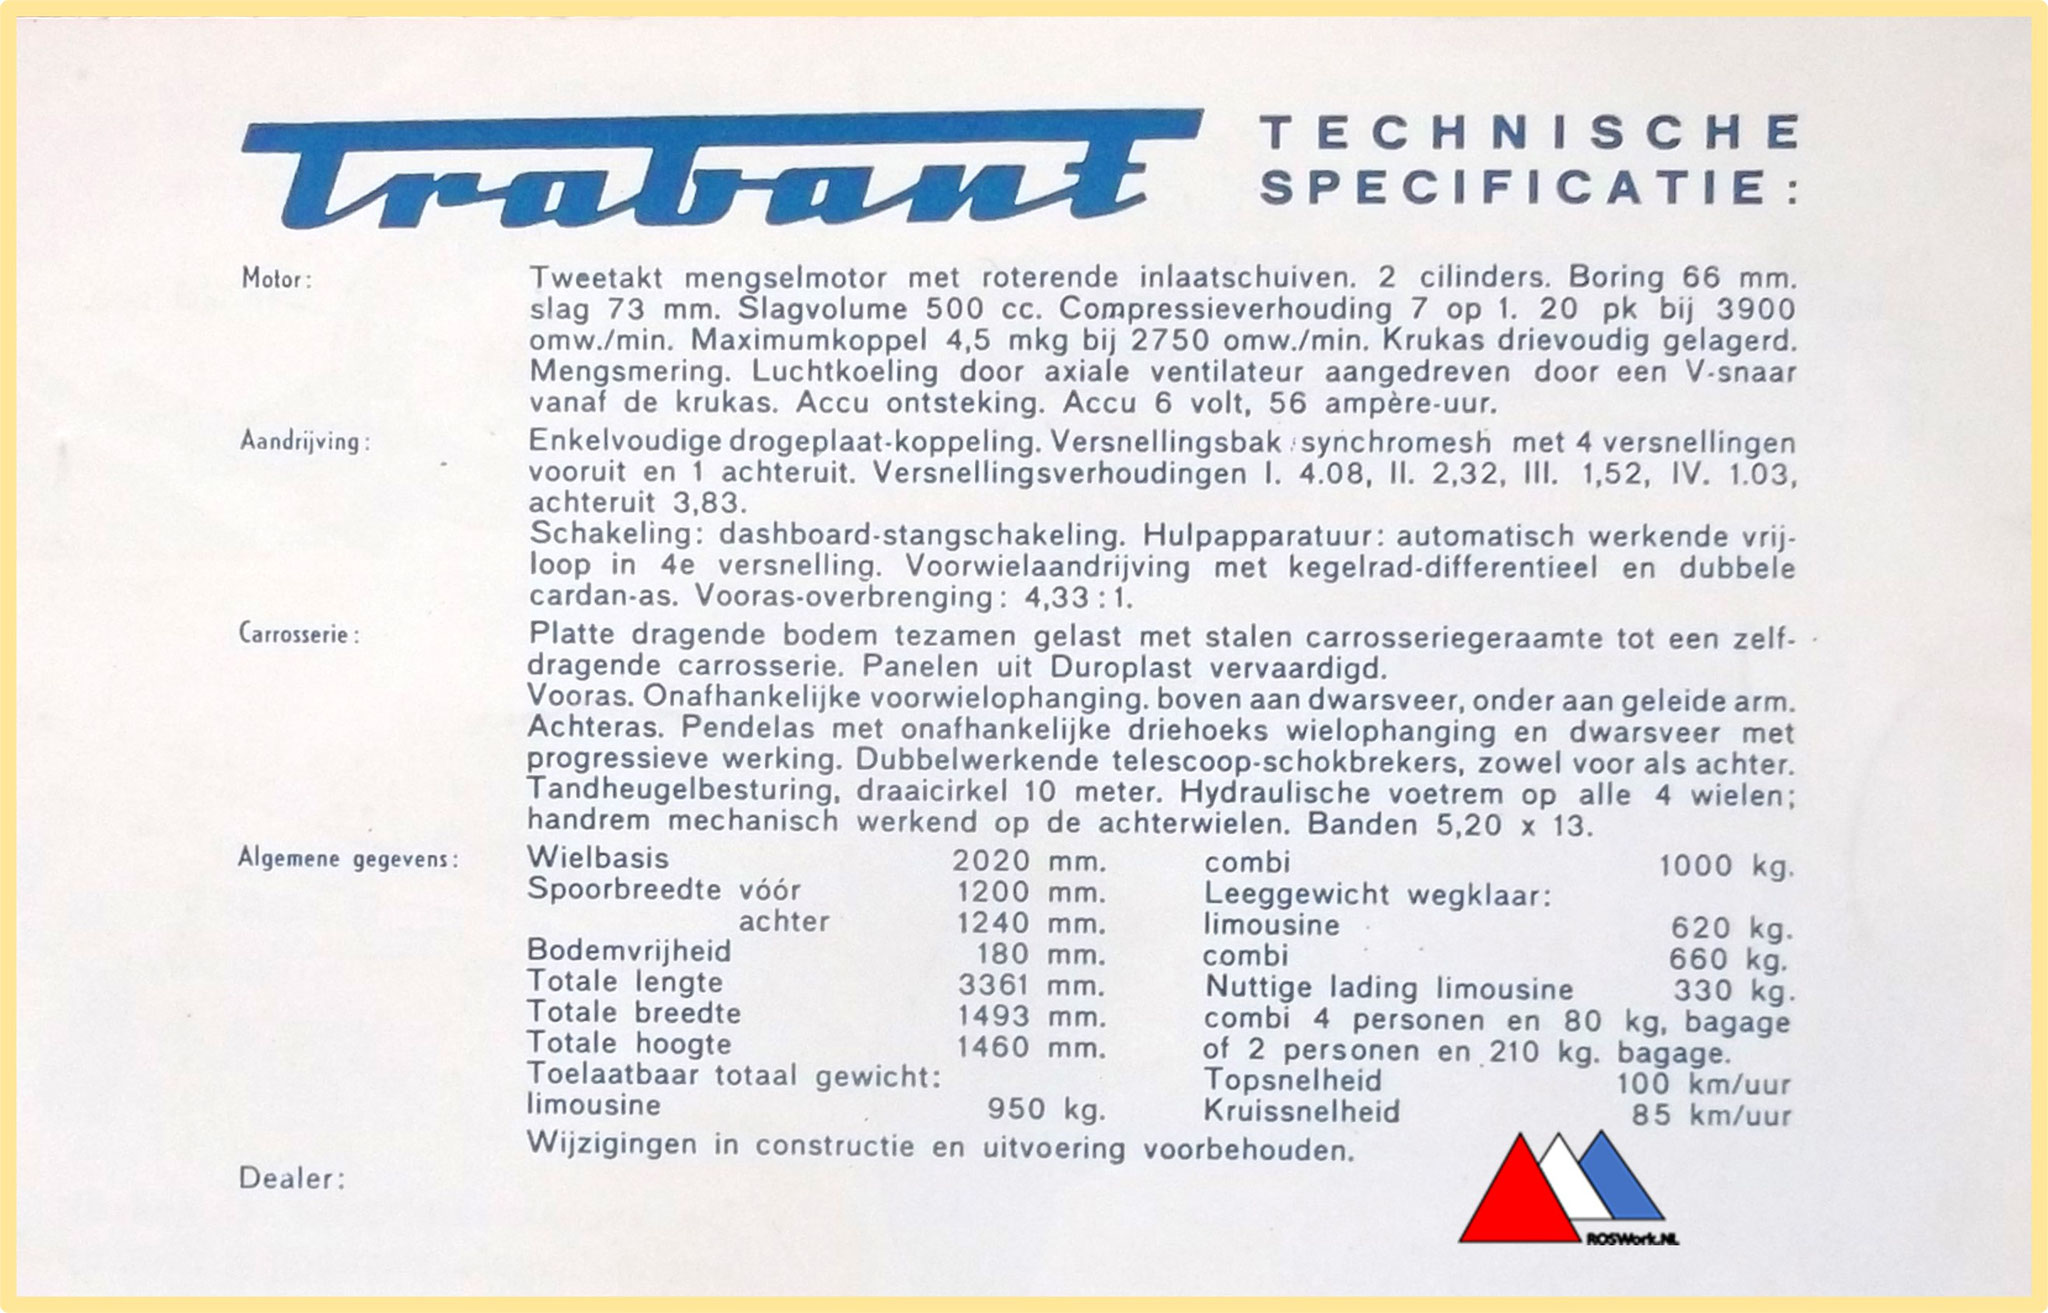 Trabant
TECHNISCHE
SPECIFICATIE:
Motor: Tweetakt mengselmotor met roterende inlaatschuiven. 2 cilinders. Boring 66 mm.
slag 73 mm. Slagvolume 500 cc. Compressieverhouding 7 op 1. 20 pk bij 3900
omw./min. Maximumkoppel 4,5 mkg bij 2750 omw./min. Krukas drievoudig gelagerd.
Mengsmering. Luchtkoeling door axiale ventilateur aangedreven door een V-snaar
vanaf de krukas. Accu ontsteking. Accu 6 volt, 56 ampère-uur.
Aandrijving: Enkelvoudige drogeplaat-koppeling. Versnellingsbak synchromesh met 4 versnellingen
vooruit en 1 achteruit. Versnellingsverhoudingen I. 4.08, II. 2,32, III. 1,52, IV. 1.03,
achteruit 3,83.
Schakeling: dashboard-stangschakeling. Hulpapparatuur: automatisch werkende vrij-
loop in 4e versnelling. Voorwielaandrijving met kegelrad-differentieel en dubbele
cardan-as. Vooras-overbrenging: 4,33:1.
Carrosserie: Platte dragende bodem tezamen gelast met stalen carrosseriegeraamte tot een zelf-
dragende carrosserie. Panelen uit Duroplast vervaardigd.
Vooras. Onafhankelijke voorwielophanging. boven aan dwarsveer, onder aan geleide arm.
Achteras. Pendelas met onafhankelijke driehoeks wielophanging en dwarsveer met
progressieve werking. Dubbelwerkende telescoop-schokbrekers, zowel voor als achter.
Tandheugelbesturing, draaicirkel 10 meter. Hydraulische voetrem op alle 4 wielen;
handrem mechanisch werkend op de achterwielen. Banden 5,20 x 13.
Algemene gegevens: Wielbasis 2020 mm.
Spoorbreedte vóór 1200 mm.
achter 1240 mm.
Bodemvrijheid 180 mm.
Totale lengte 3361 mm.
Totale breedte 1493 mm.
Totale hoogte 1460 mm.
Toelaatbaar totaal gewicht:
limousine 950 kg.
combi 1000 kg.
Leeggewicht wegklaar:
limousine 620 kg.
combi 660 kg.
Nuttige lading limousine 330 kg.
combi 4 personen en 80 kg, bagage
of 2 personen en 210 kg. bagage.
Topsnelheid 100 km/uur
Kruissnelheid 85 km/uur
Wijzigingen in constructie en uitvoering voorbehouden.
Dealer:
ROSWork.NL